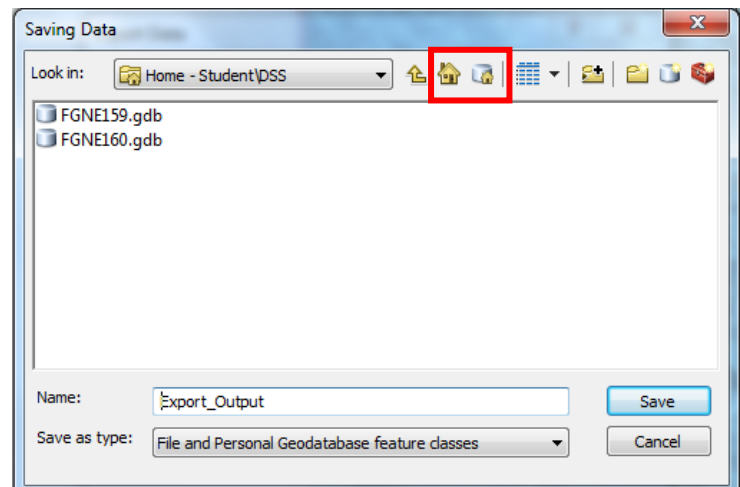 Saving Data
Look in: Home - Student\DSS
FGNE159.gdb
FGNE160.gdb
Name: Export_Output Save
Save as type: File and Personal Geodatabase feature classes Cancel